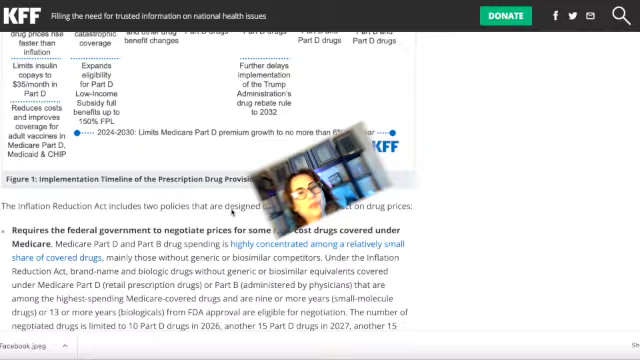 KFF Filling the need for trusted information on national health issues
DONATE
drug prices
rise faster
than
inflation
catastrophic
coverage
and other drug
benefit changes
Part D drugs
drugs
and Part D
drugs
and Part D
drugs
Limits insulin
copays to
$35/month in
Part D
Expands
eligibility
for Part D
Low-Income
Subsidy full
benefits up to
150% FPL
Further delays
implementation
of the Trump
Administration's
drug rebate rule
to 2032
Reduces costs
and improves
coverage for
adult vaccines in
Medicare Part D,
Medicaid & CHIP
2024-2030: Limits Medicare Part D premium growth to no more than 6%
KFF
Figure 1: Implementation Timeline of the Prescription Drug
The Inflation Reduction Act includes two policies that are designed on drug prices:
Requires the federal government to negotiate prices for some cost drugs covered under
Medicare. Medicare Part D and Part B drug spending is highly concentrated among a relatively small
share of covered drugs, mainly those without generic or biosimilar competitors. Under the Inflation
Reduction Act, brand-name and biologic drugs without generic or biosimilar equivalents covered
under Medicare Part D (retail prescription drugs) or Part B (administered by physicians) that are
among the highest-spending Medicare-covered drugs and are nine or more years (small-molecule
drugs) or 13 or more years (biologicals) from FDA approval are eligible for negotiation. The number of
negotiated drugs is limited to 10 Part D drugs in 2026, another 15 Part D drugs in 2027, another 15
Facebook.jpeg
Sh